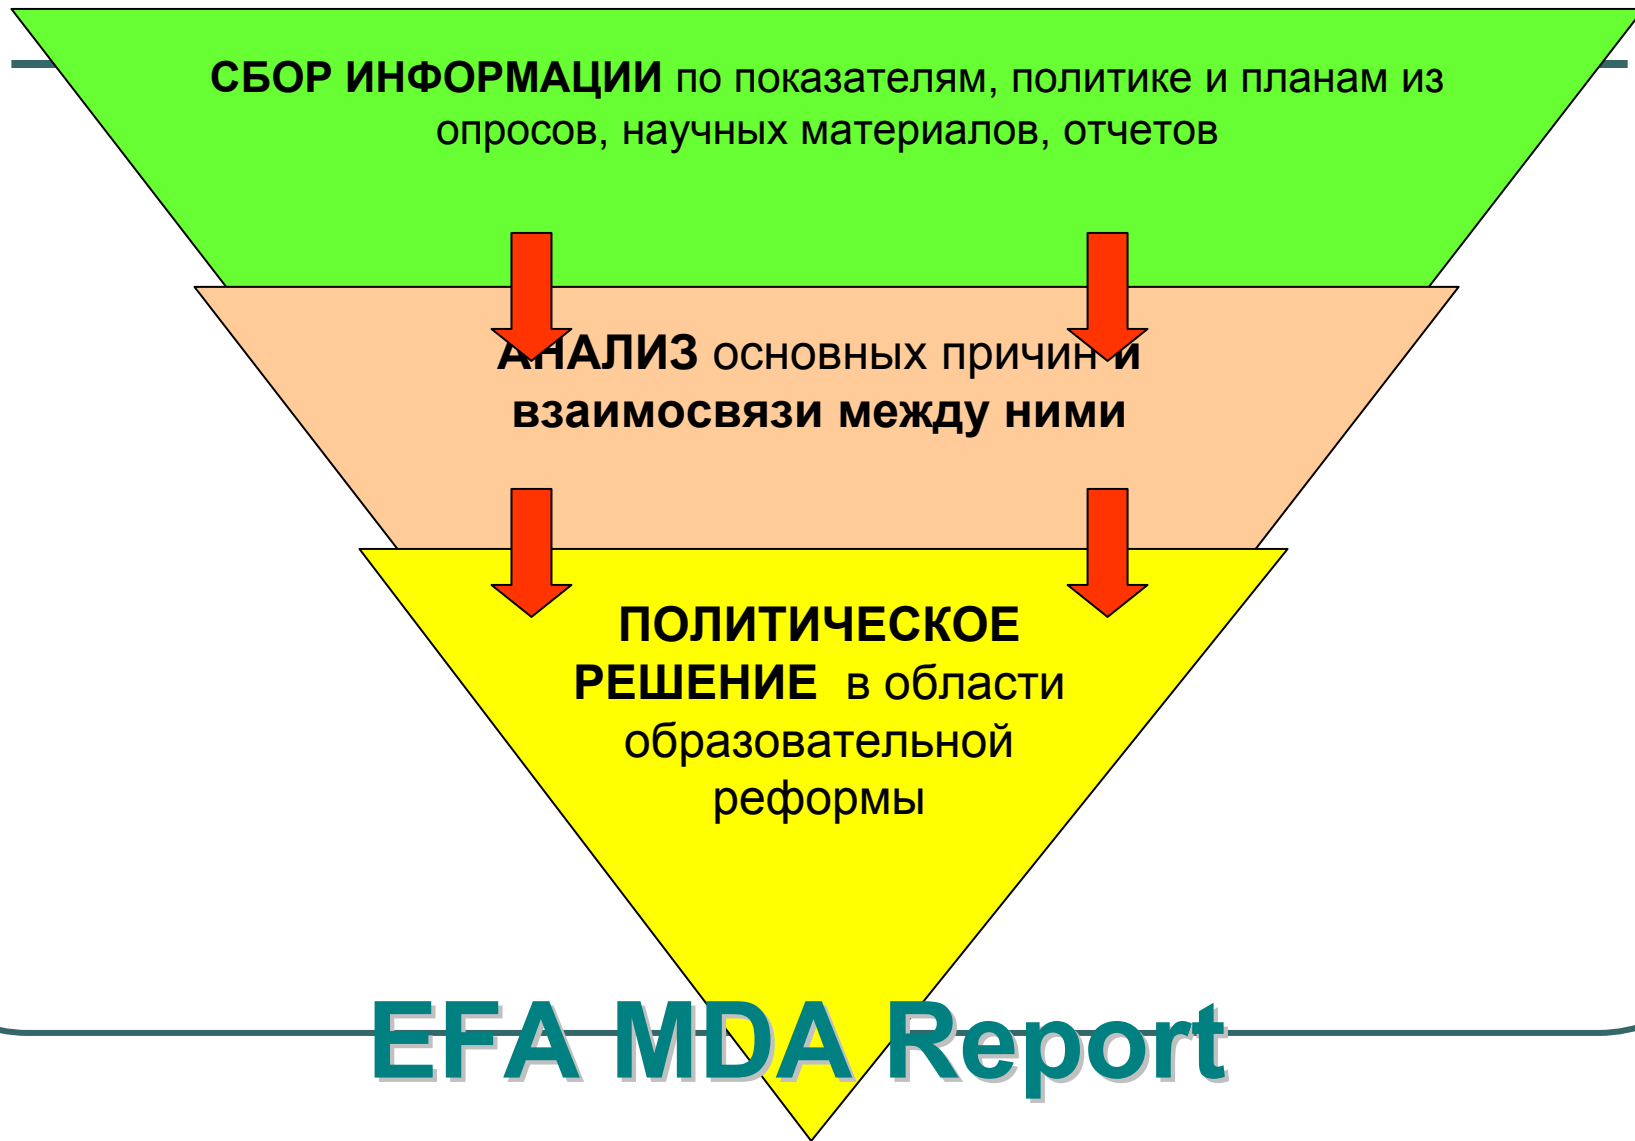 СБОР ИНФОРМАЦИИ по показателям, политике и планам из
опросов, научных материалов, отчетов
АНАЛИЗ основных причин и
взаимосвязи между ними
ПОЛИТИЧЕСКОЕ
РЕШЕНИЕ в области
образовательной
реформы
EFA MDA Report